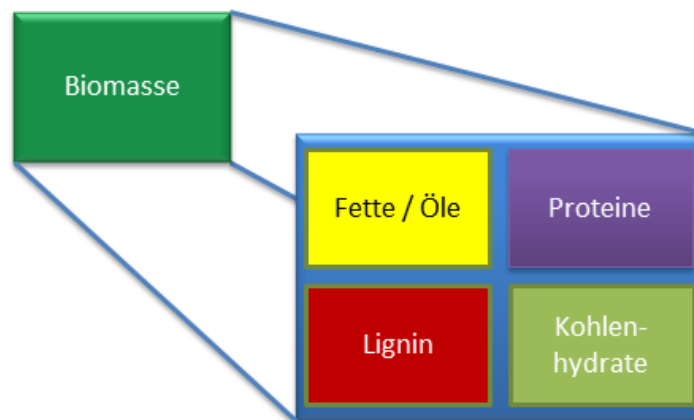 Biomasse
Fette / Öle
Proteine
Lignin
Kohlen-
hydrate